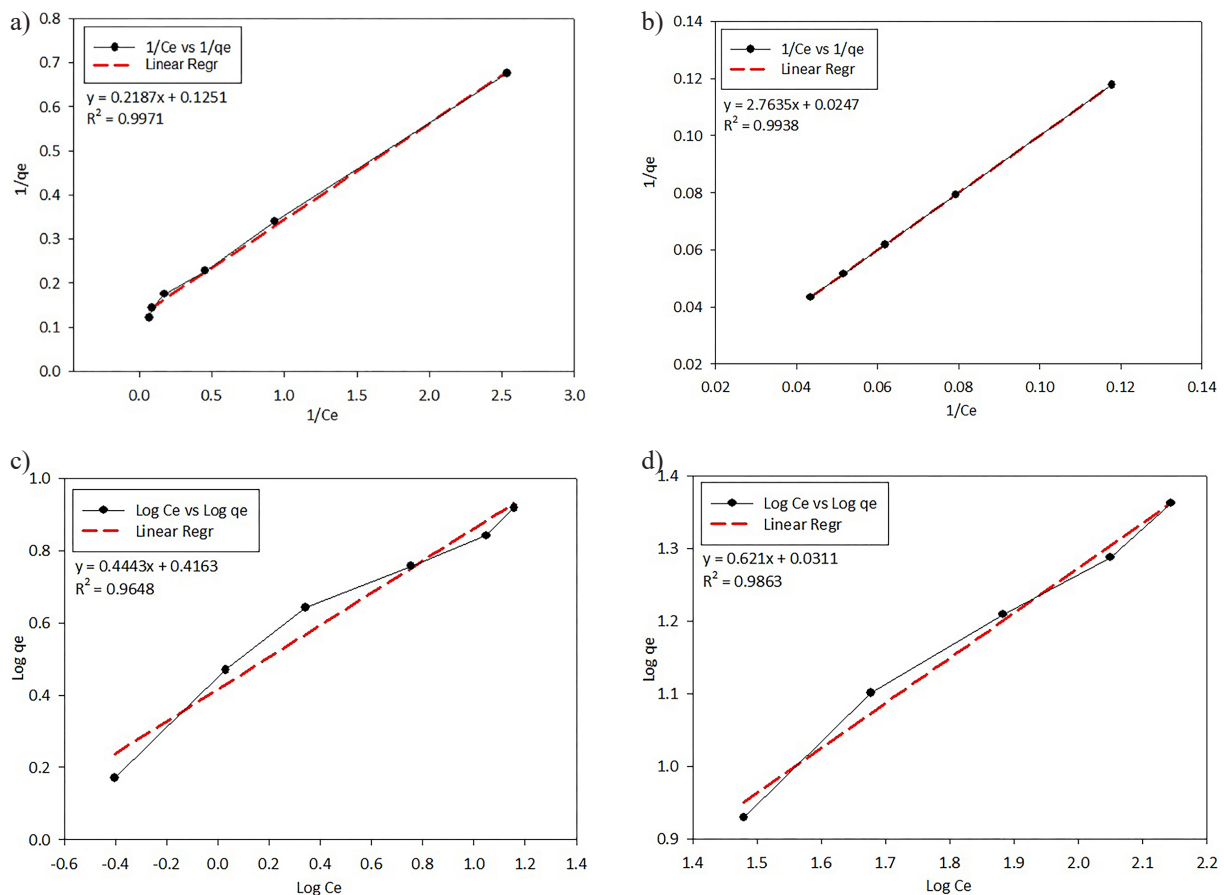 a)
0.8
0.7
0.6
0.5
0.4
0.3
0.2
0.1
0.0
1/qe
1/Ce vs 1/qe
Linear Regr
y = 0.2187x + 0.1251
R² = 0.9971
0.0 0.5 1.0 1.5 2.0 2.5 3.0
1/Ce
b)
0.14
0.12
0.10
0.08
0.06
0.04
0.02
1/qe
1/Ce vs 1/qe
Linear Regr
y = 2.7635x + 0.0247
R² = 0.9938
0.02 0.04 0.06 0.08 0.10 0.12 0.14
1/Ce
c)
1.0
0.8
0.6
0.4
0.2
0.0
Log qe
Log Ce vs Log qe
Linear Regr
y = 0.4443x + 0.4163
R² = 0.9648
-0.6 -0.4 -0.2 0.0 0.2 0.4 0.6 0.8 1.0 1.2 1.4
Log Ce
d)
1.4
1.3
1.2
1.1
1.0
0.9
Log qe
Log Ce vs Log qe
Linear Regr
y = 0.621x + 0.0311
R² = 0.9863
1.4 1.5 1.6 1.7 1.8 1.9 2.0 2.1 2.2
Log Ce